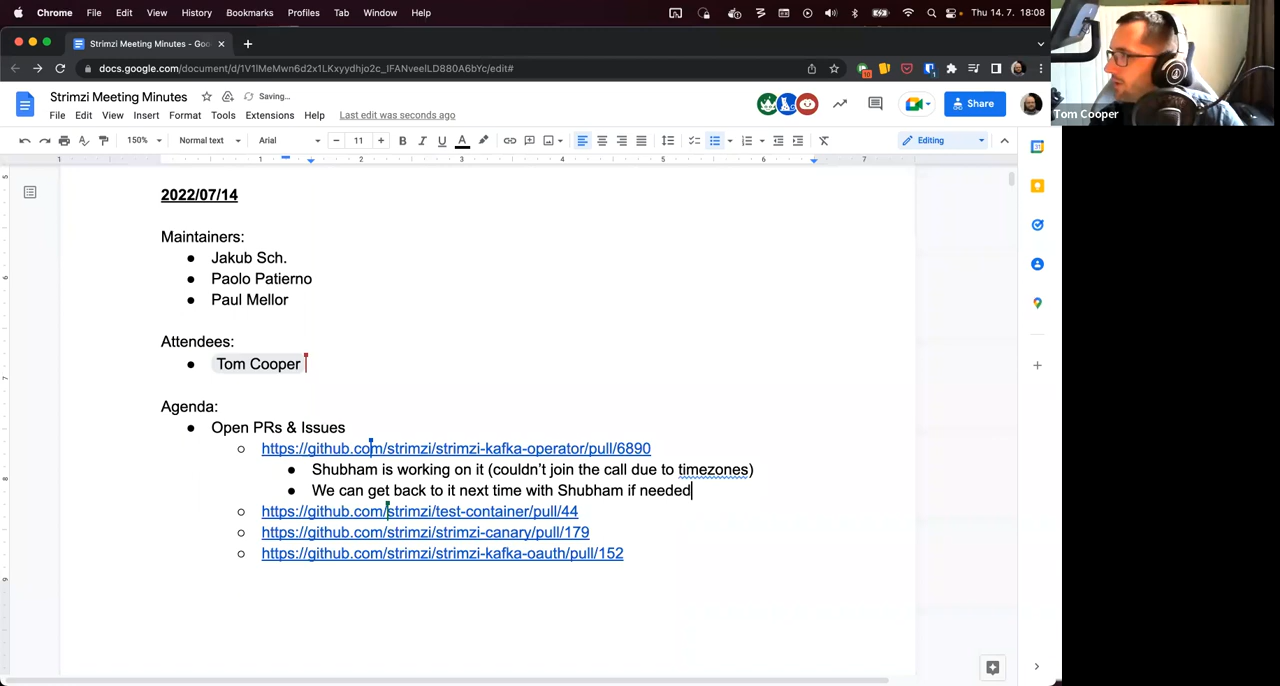 Chrome File Edit View History Bookmarks Profiles Tab Window Help Thu 14. 7. 18:08
Strimzi Meeting Minutes - Goo
docs.google.com/document/d/1V1lMeMwn6d2x1LKxyydhjo2c_IFANveelLD880A6bYc/edit#
Strimzi Meeting Minutes Saving...
File Edit View Insert Format Tools Extensions Help Last edit was seconds ago
Share
150% Normal text Arial 11 Editing
Tom Cooper
2022/07/14
Maintainers:
Jakub Sch.
Paolo Patierno
Paul Mellor
Attendees:
Tom Cooper
Agenda:
Open PRs & Issues
https://github.com/strimzi/strimzi-kafka-operator/pull/6890
Shubham is working on it (couldn't join the call due to timezones)
We can get back to it next time with Shubham if needed
https://github.com/strimzi/test-container/pull/44
https://github.com/strimzi/strimzi-canary/pull/179
https://github.com/strimzi/strimzi-kafka-oauth/pull/152